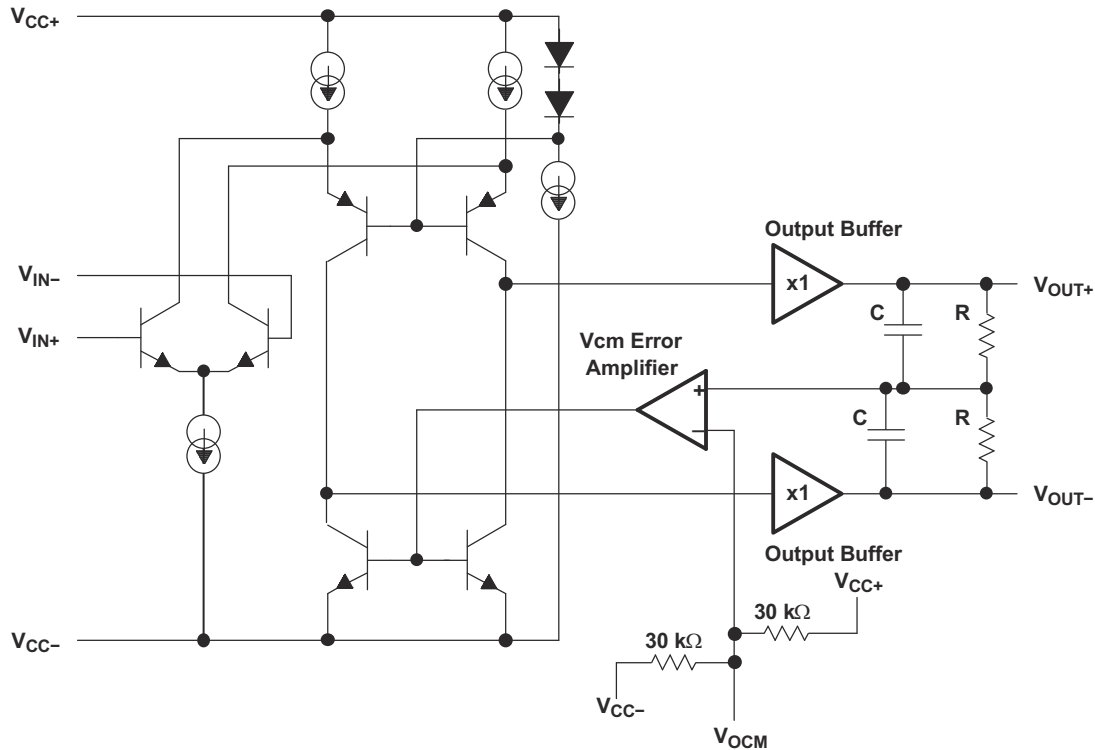 VCC+
Output Buffer
VIN−
x1
VOUT+
C
R
VIN+
Vcm Error
Amplifier
+
C
R
−
x1
VOUT−
Output Buffer
VCC+
30 kΩ
VCC−
30 kΩ
VCC−
VOCM